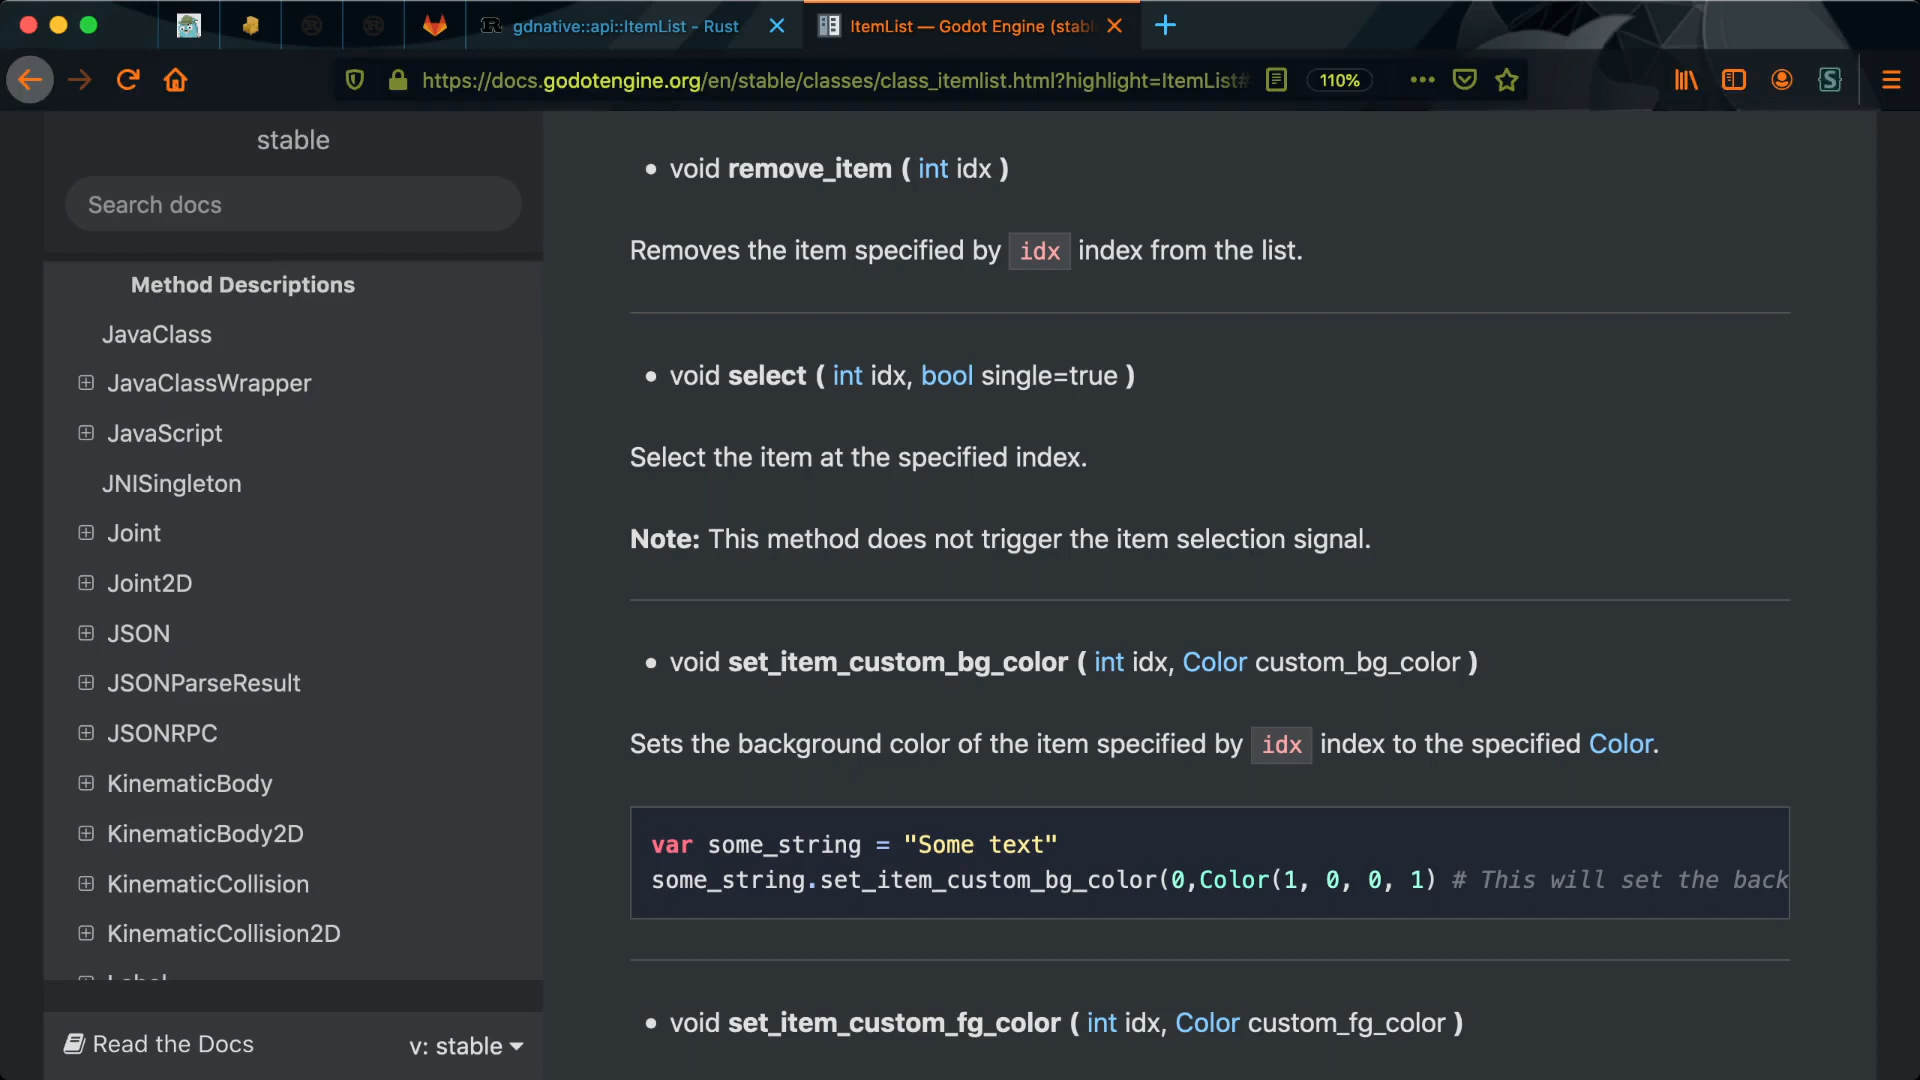 gdnative::api::ItemList - Rust
ItemList — Godot Engine (stabl
https://docs.godotengine.org/en/stable/classes/class_itemlist.html?highlight=ItemList#
110%
stable
Search docs
Method Descriptions
JavaClass
JavaClassWrapper
JavaScript
JNISingleton
Joint
Joint2D
JSON
JSONParseResult
JSONRPC
KinematicBody
KinematicBody2D
KinematicCollision
KinematicCollision2D
Label
Read the Docs
v: stable
• void remove_item ( int idx )
Removes the item specified by idx index from the list.
• void select ( int idx, bool single=true )
Select the item at the specified index.
Note: This method does not trigger the item selection signal.
• void set_item_custom_bg_color ( int idx, Color custom_bg_color )
Sets the background color of the item specified by idx index to the specified Color.
var some_string = "Some text"
some_string.set_item_custom_bg_color(0,Color(1, 0, 0, 1) # This will set the back
• void set_item_custom_fg_color ( int idx, Color custom_fg_color )